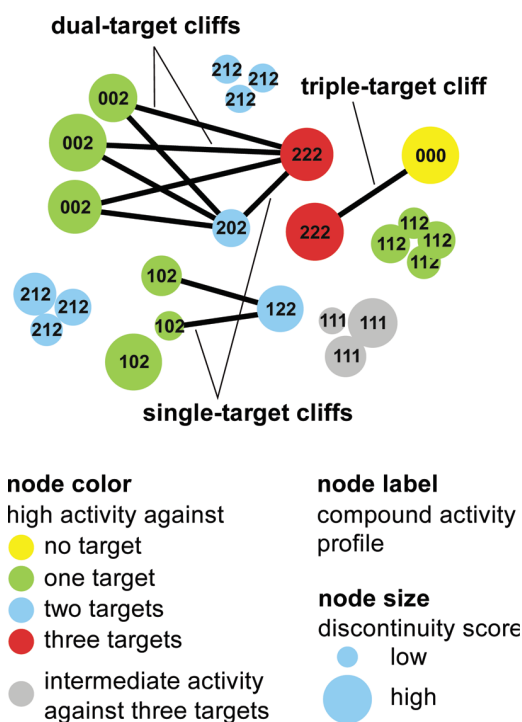 dual-target cliffs
212
212
212
triple-target cliff
002
002
222
000
002
202
222
112
112
112
112
102
212
212
212
122
102
111
111
111
102
single-target cliffs
node color
high activity against
no target
one target
two targets
three targets
intermediate activity
against three targets
node label
compound activity
profile
node size
discontinuity score
low
high